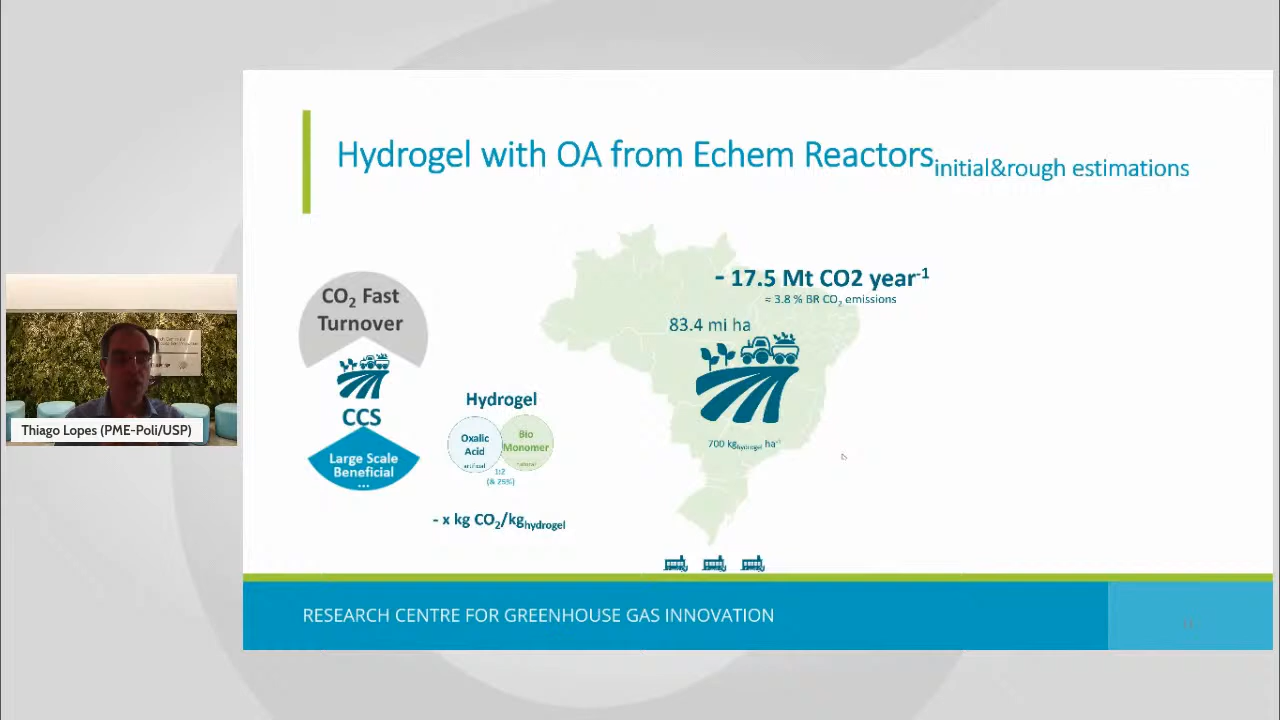 Hydrogel with OA from Echem Reactors initial&rough estimations
CO2 Fast
Turnover
CCS
Large Scale
Beneficial
...
Hydrogel
Oxalic
Acid
artificial
Bio
Monomer
natural
1:2
(& 25%)
- x kg CO2/kg hydrogel
- 17.5 Mt CO2 year-1
≈ 3.8 % BR CO2 emissions
83.4 mi ha
700 kg hydrogel ha-1
Thiago Lopes (PME-Poli/USP)
RESEARCH CENTRE FOR GREENHOUSE GAS INNOVATION